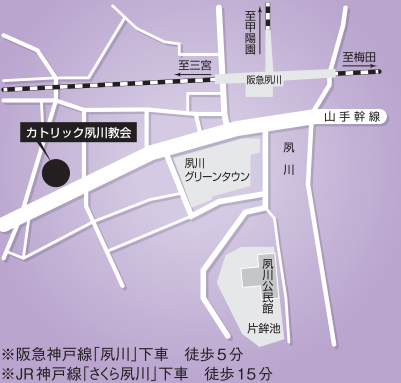 至甲陽園
至三宮
至梅田
阪急夙川
山手幹線
カトリック夙川教会
夙川
夙川
グリーンタウン
夙川公民館
片鉾池
※阪急神戸線「夙川」下車　徒歩5分
※JR神戸線「さくら夙川」下車　徒歩15分